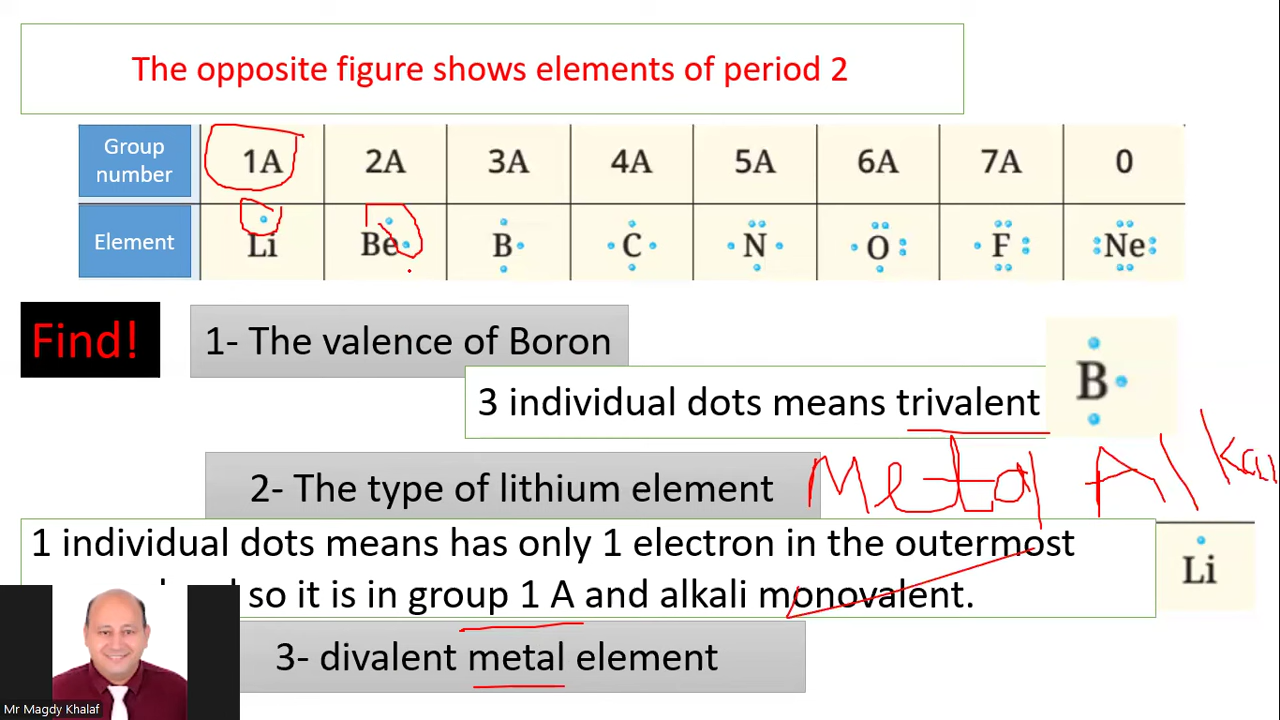 The opposite figure shows elements of period 2
Group number 1A 2A 3A 4A 5A 6A 7A 0
Element Li Be B C N O F Ne
Find!
1- The valence of Boron
3 individual dots means trivalent
B
2- The type of lithium element
Metal Alkal
1 individual dots means has only 1 electron in the outermost
so it is in group 1 A and alkali monovalent.
Li
3- divalent metal element
Mr Magdy Khalaf